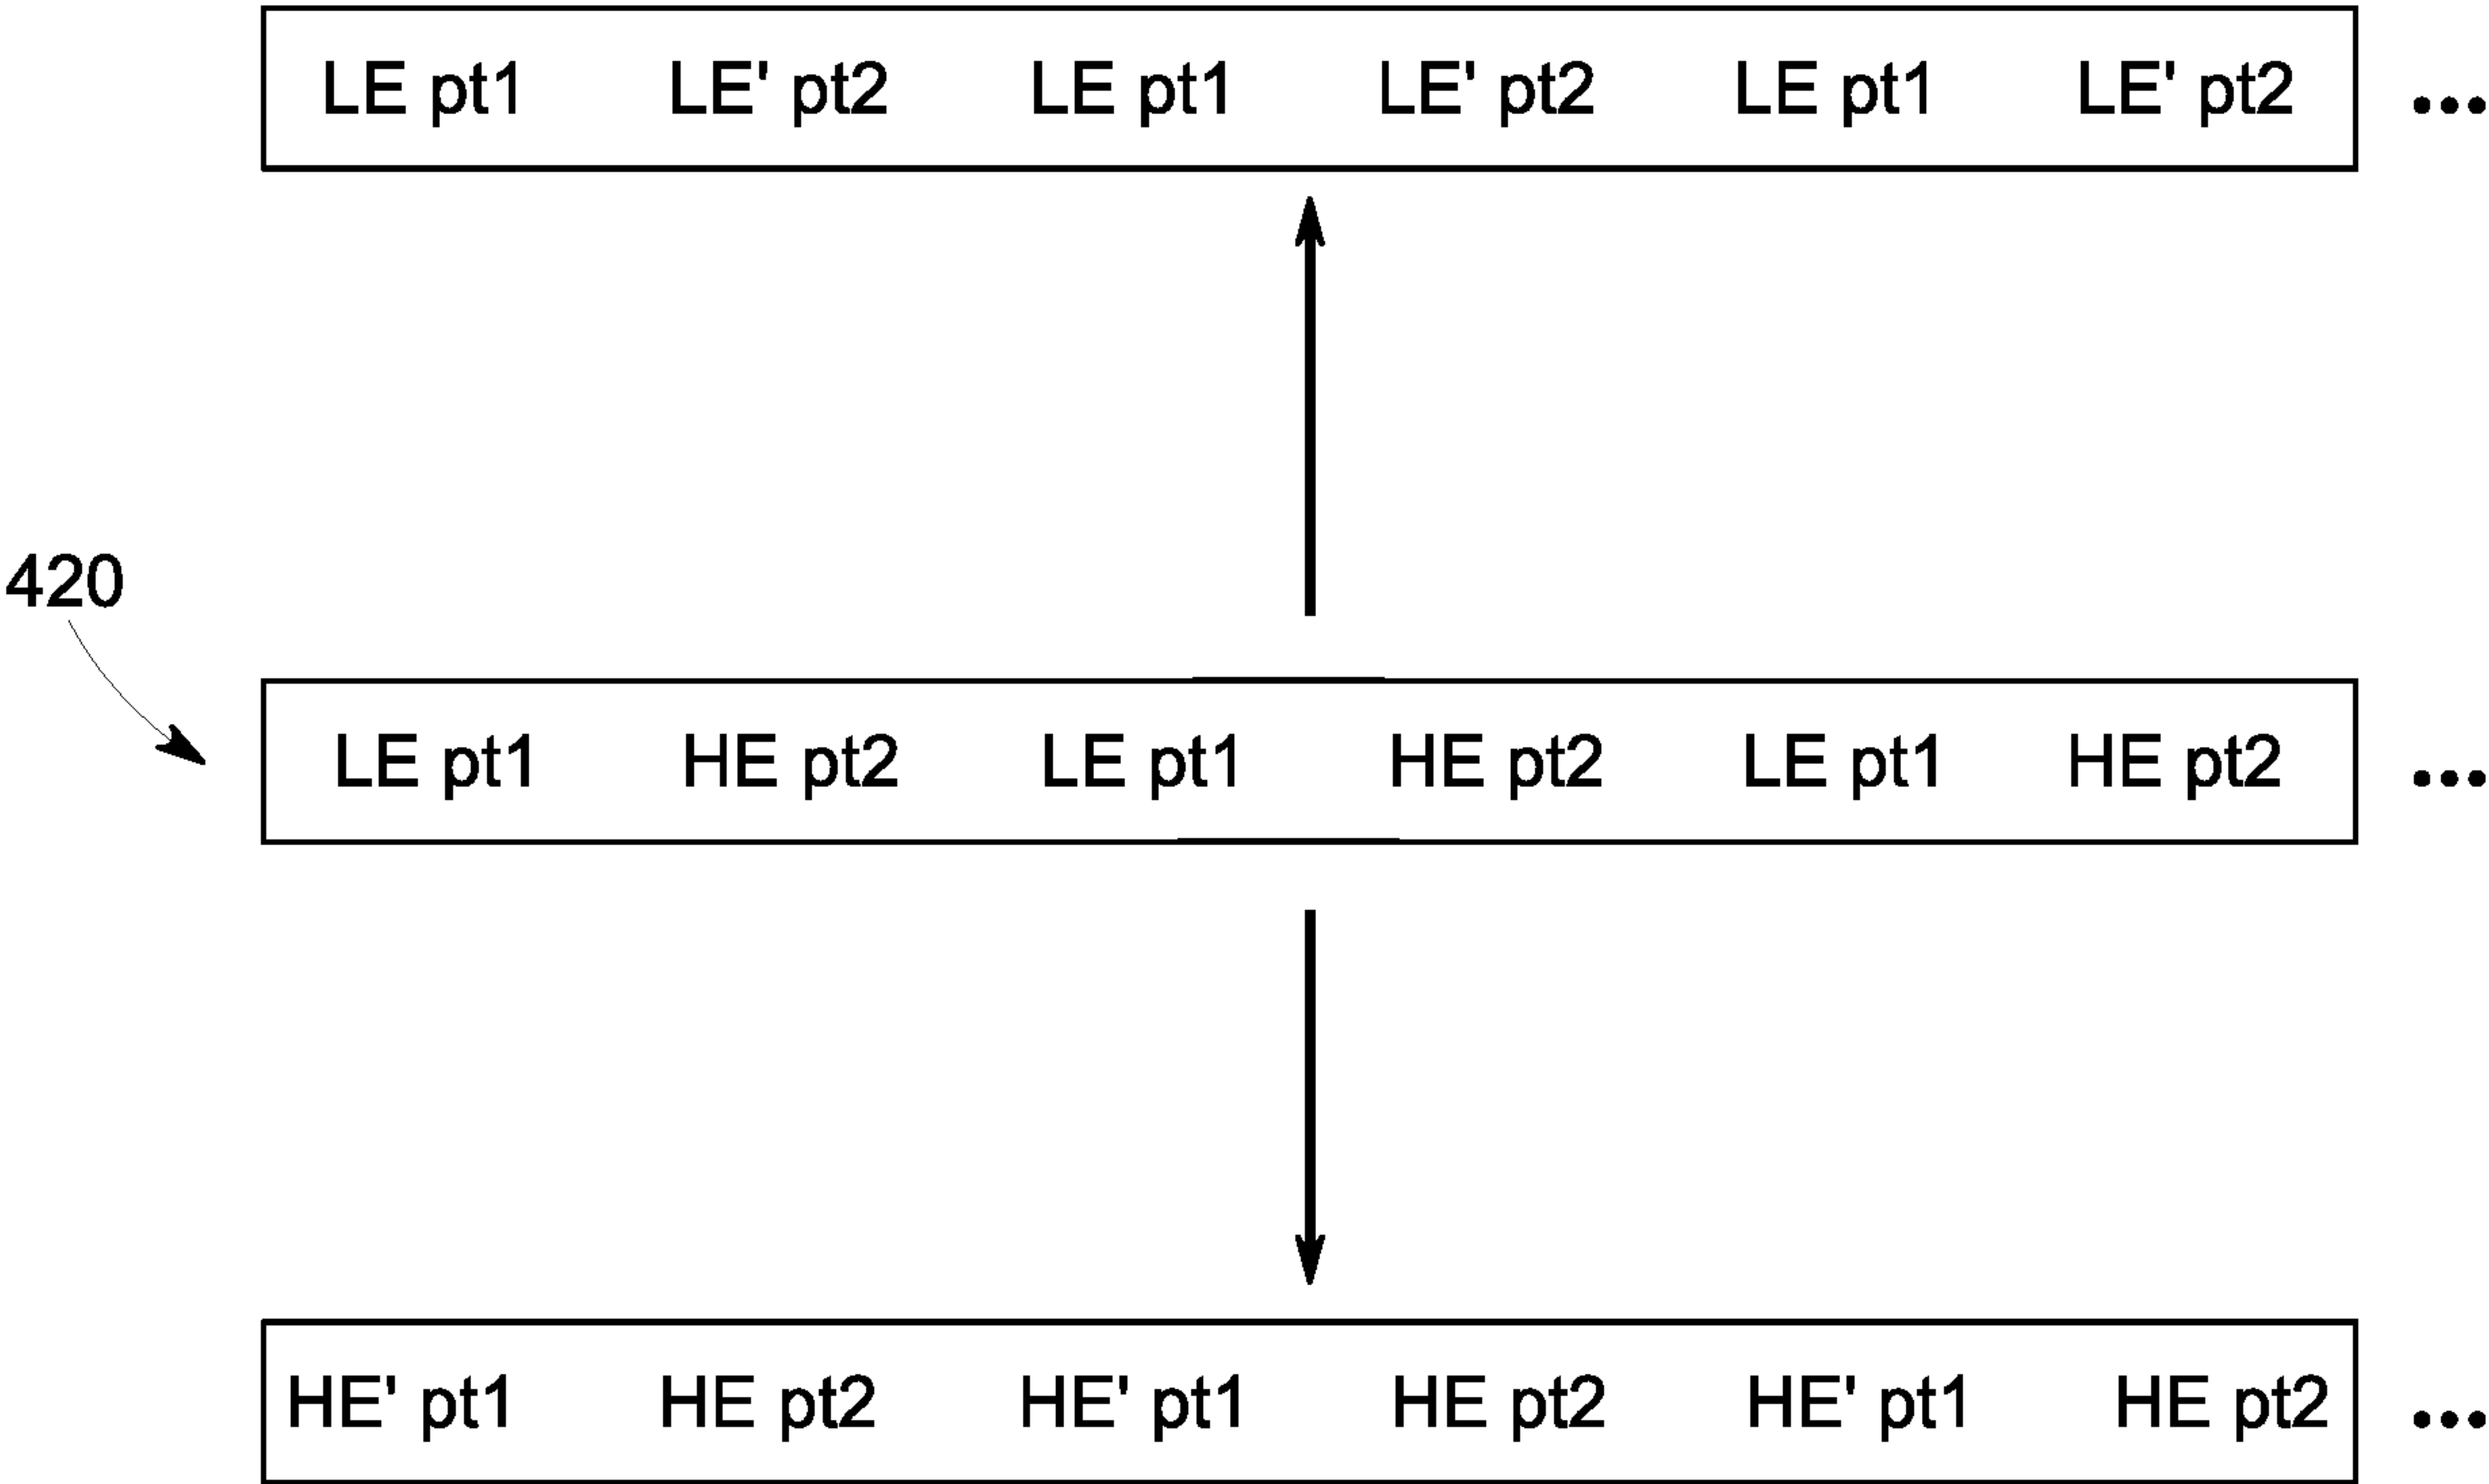 LE pt1 LE' pt2 LE pt1 LE' pt2 LE pt1 LE' pt2 ...
420
LE pt1 HE pt2 LE pt1 HE pt2 LE pt1 HE pt2 ...
HE' pt1 HE pt2 HE' pt1 HE pt2 HE' pt1 HE pt2 ...